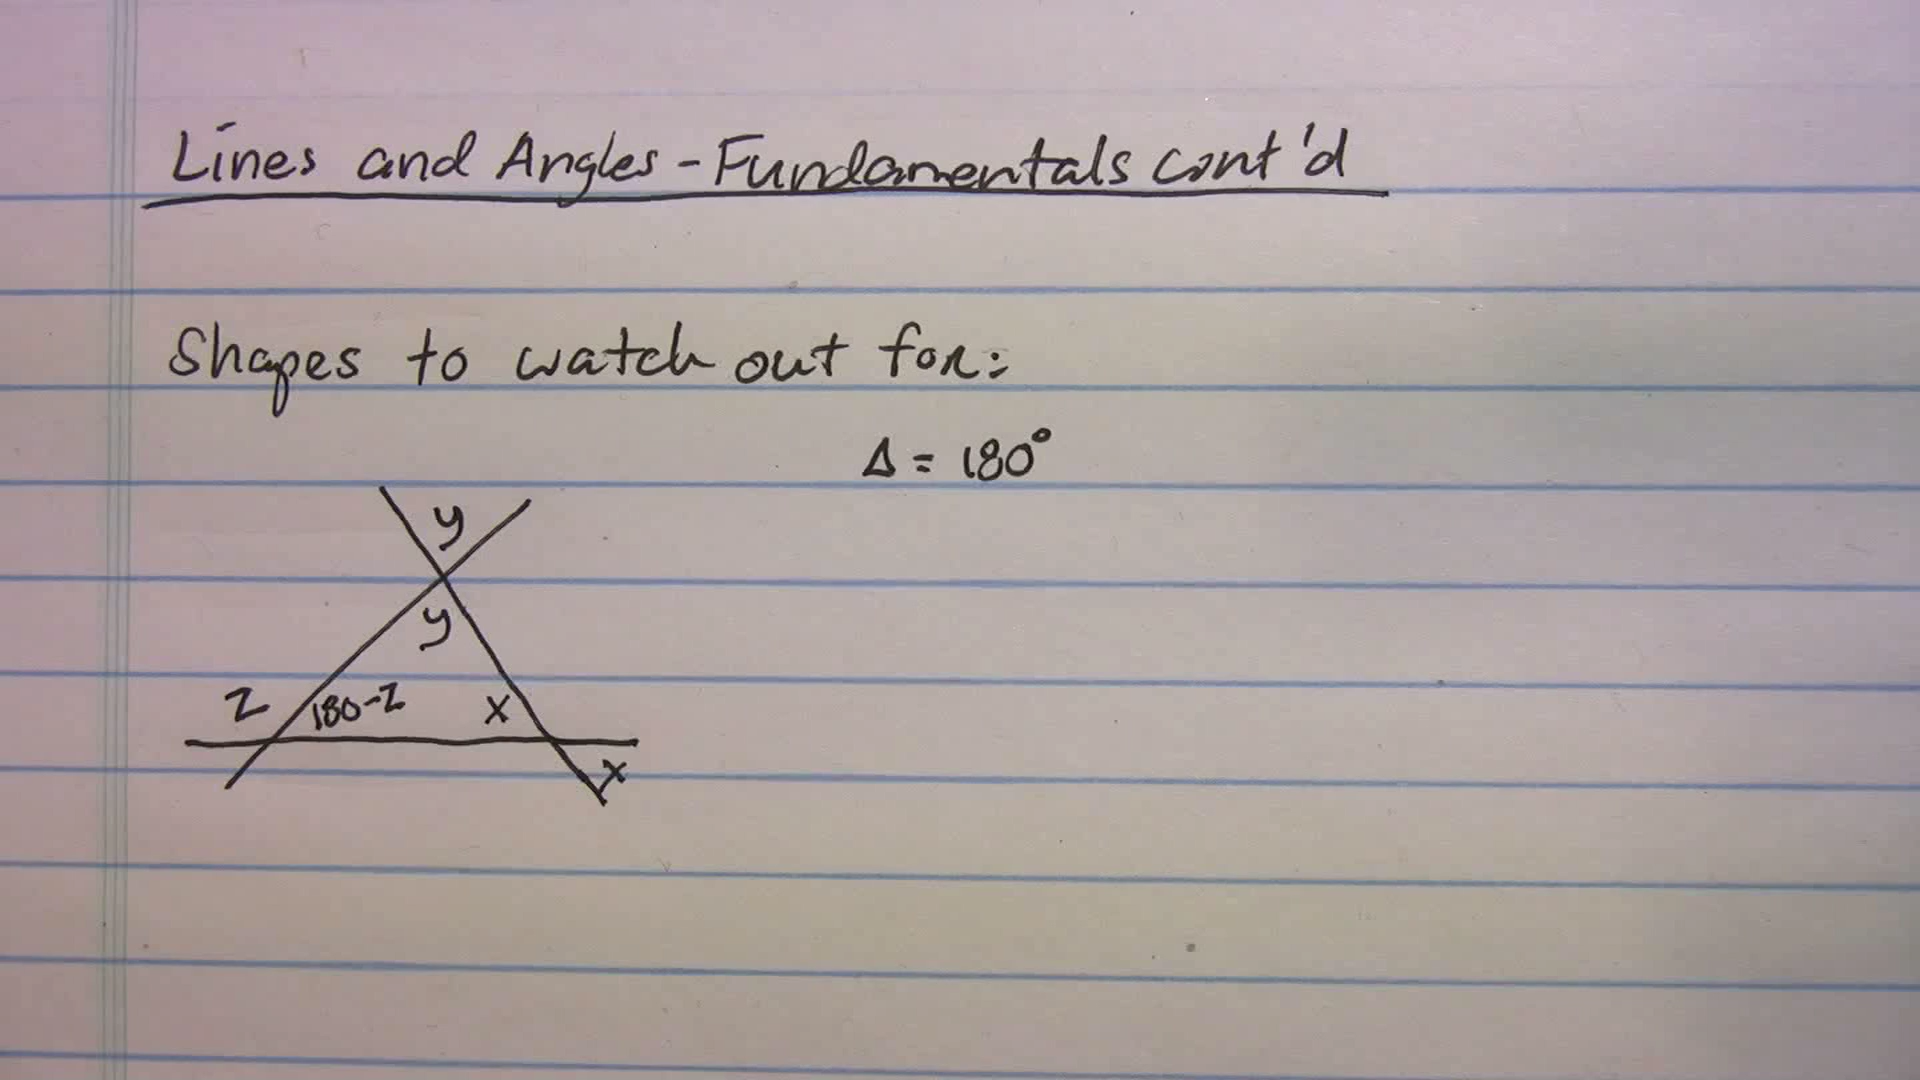 Lines and Angles - Fundamentals cont'd
Shapes to watch out for:
Δ = 180°
y
y
z 180-z x
x